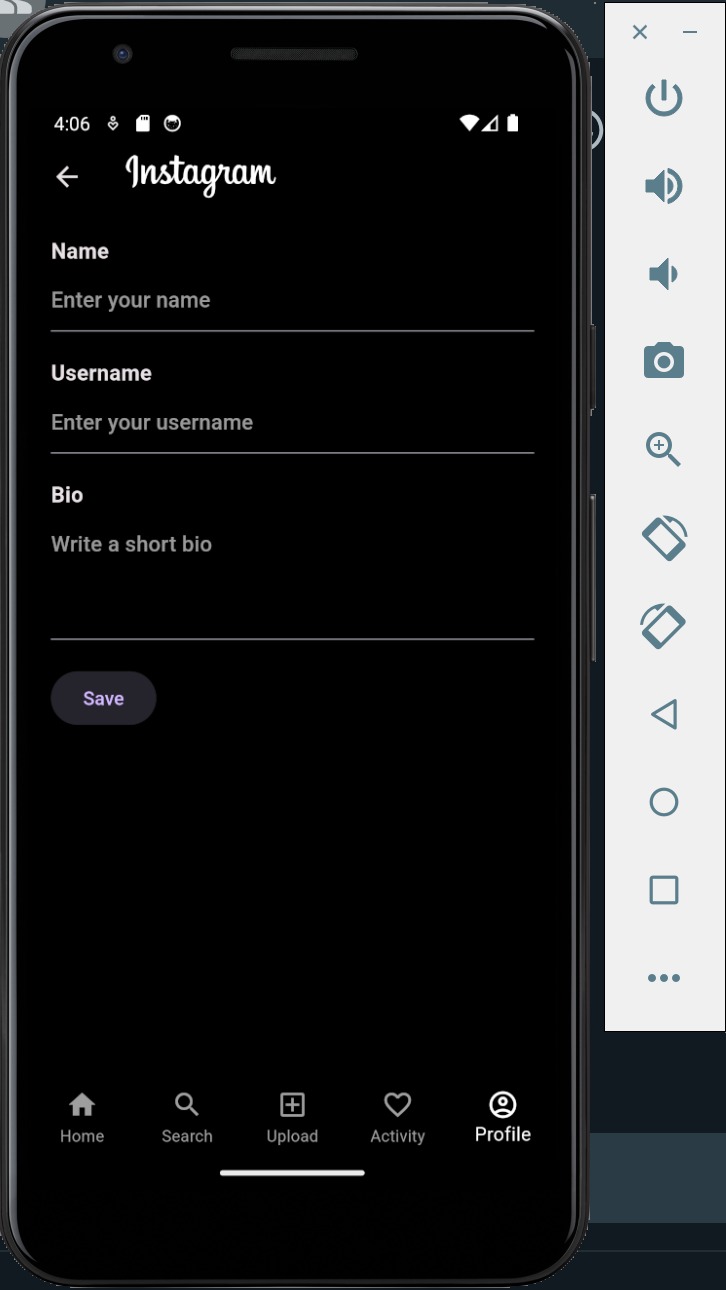 4:06
Instagram
Name
Enter your name
Username
Enter your username
Bio
Write a short bio
Save
Home
Search
Upload
Activity
Profile